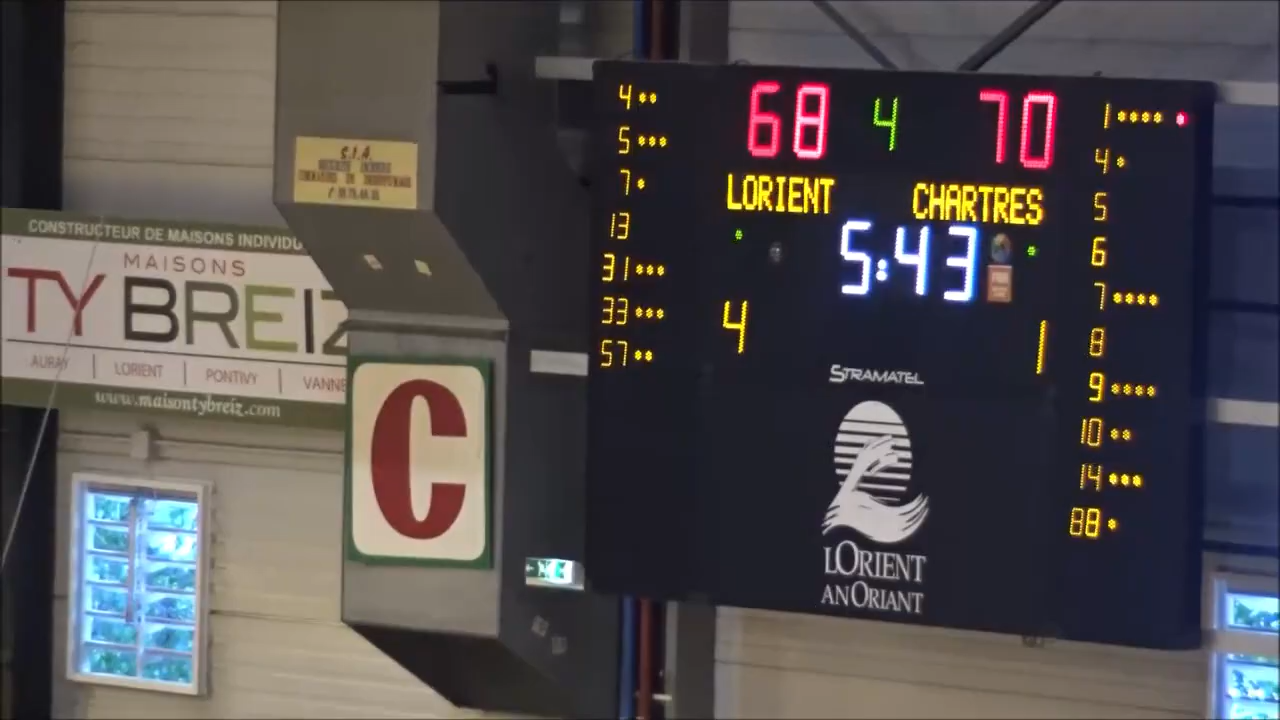 S.I.A.
CONSTRUCTEUR DE MAISONS INDIVIDU
MAISONS
TY BREIZ
AURAY | LORIENT | PONTIVY | VANNE
www.maisontybreiz.com
C
68 4 70
LORIENT CHARTRES
5:43
4 1
4
5
7
13
31
33
57
1
4
5
6
7
8
9
10
14
88
STRAMATEL
LORIENT
AN ORIANT